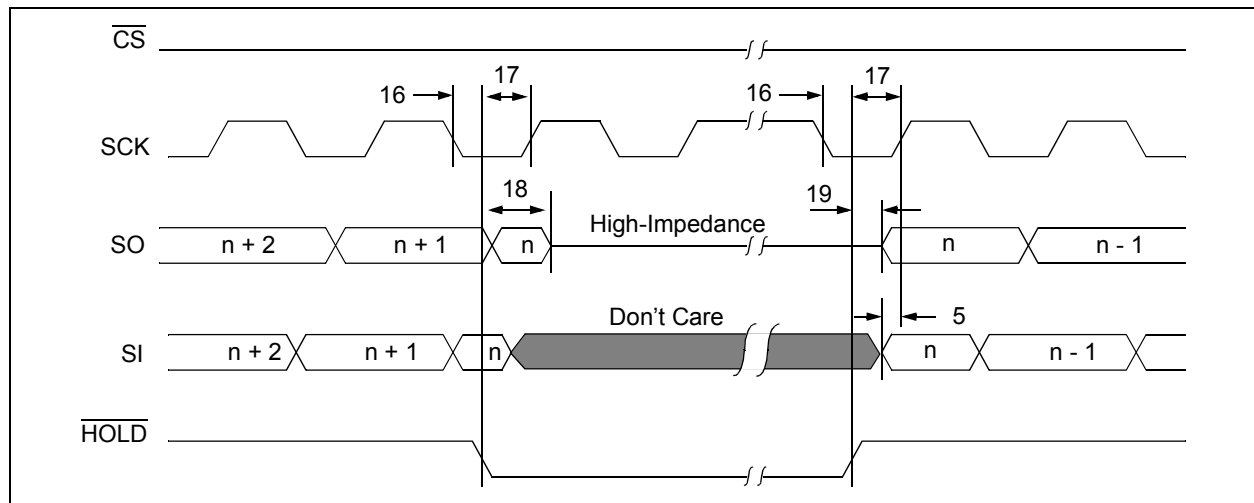 CS
17
17
16
16
SCK
18
19
High-Impedance
SO
n + 2
n + 1
n
n
n - 1
Don't Care
5
SI
n + 2
n + 1
n
n
n - 1
HOLD